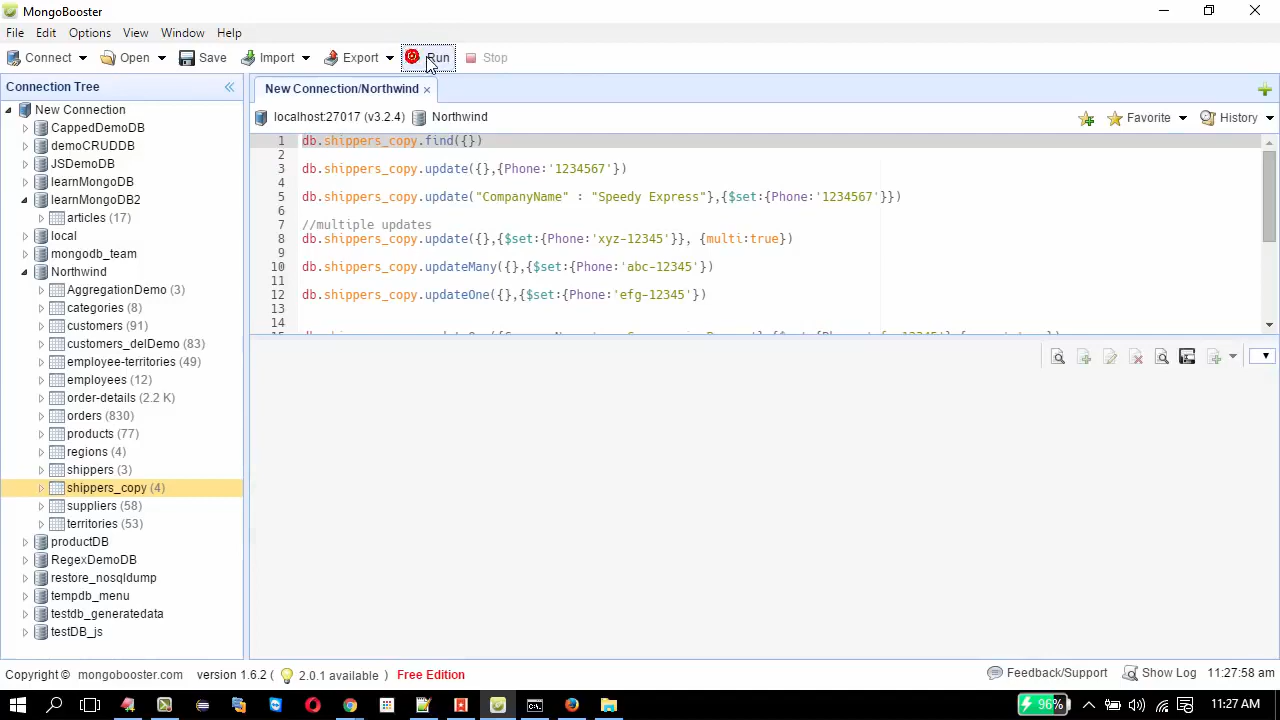 MongoBooster
File Edit Options View Window Help
Connect Open Save Import Export Run Stop
Connection Tree
New Connection/Northwind
New Connection
localhost:27017 (v3.2.4) Northwind
Favorite History
CappedDemoDB
demoCRUDDB
JSDemoDB
learnMongoDB
learnMongoDB2
articles (17)
local
mongodb_team
Northwind
AggregationDemo (3)
categories (8)
customers (91)
customers_delDemo (83)
employee-territories (49)
employees (12)
order-details (2.2 K)
orders (830)
products (77)
regions (4)
shippers (3)
shippers_copy (4)
suppliers (58)
territories (53)
productDB
RegexDemoDB
restore_nosqldump
tempdb_menu
testdb_generatedata
testDB_js
1 db.shippers_copy.find({})
2
3 db.shippers_copy.update({},{Phone:'1234567'})
4
5 db.shippers_copy.update("CompanyName" : "Speedy Express"},{$set:{Phone:'1234567'}})
6
7 //multiple updates
8 db.shippers_copy.update({},{$set:{Phone:'xyz-12345'}}, {multi:true})
9
10 db.shippers_copy.updateMany({},{$set:{Phone:'abc-12345'})
11
12 db.shippers_copy.updateOne({},{$set:{Phone:'efg-12345'})
13
14
Copyright © mongobooster.com version 1.6.2 ( 2.0.1 available ) Free Edition
Feedback/Support Show Log 11:27:58 am
96% 11:27 AM